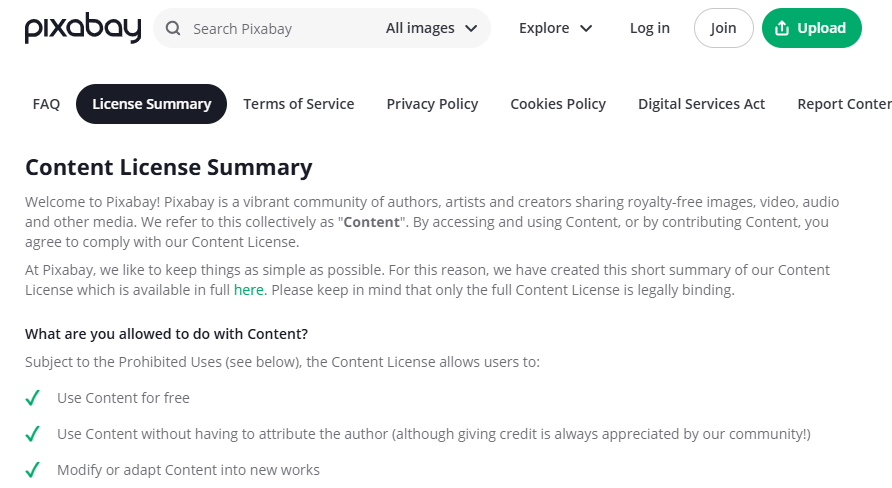 pixabay Search Pixabay All images Explore Log in Join Upload
FAQ License Summary Terms of Service Privacy Policy Cookies Policy Digital Services Act Report Conter
Content License Summary
Welcome to Pixabay! Pixabay is a vibrant community of authors, artists and creators sharing royalty-free images, video, audio
and other media. We refer to this collectively as "Content". By accessing and using Content, or by contributing Content, you
agree to comply with our Content License.
At Pixabay, we like to keep things as simple as possible. For this reason, we have created this short summary of our Content
License which is available in full here. Please keep in mind that only the full Content License is legally binding.
What are you allowed to do with Content?
Subject to the Prohibited Uses (see below), the Content License allows users to:
Use Content for free
Use Content without having to attribute the author (although giving credit is always appreciated by our community!)
Modify or adapt Content into new works